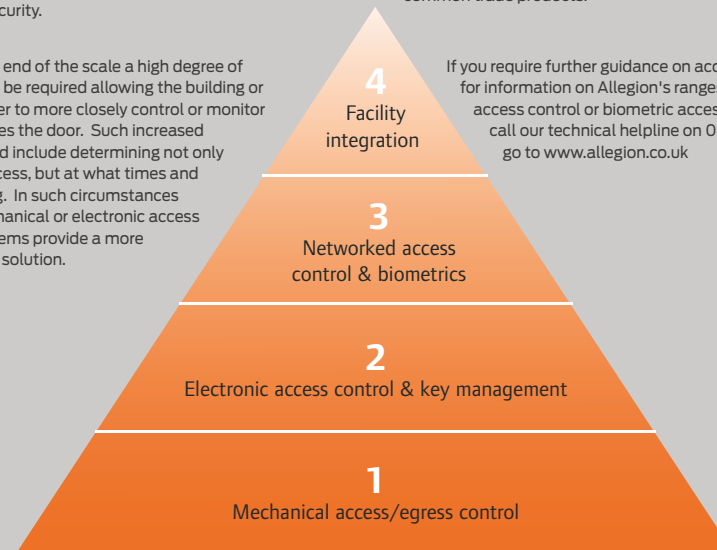 curity.
end of the scale a high degree of
be required allowing the building or
er to more closely control or monitor
es the door. Such increased
d include determining not only
cess, but at what times and
g. In such circumstances
hanical or electronic access
ems provide a more
solution.
If you require further guidance on acc
for information on Allegion's ranges
access control or biometric acces
call our technical helpline on 0
go to www.allegion.co.uk
4
Facility
integration
3
Networked access
control & biometrics
2
Electronic access control & key management
1
Mechanical access/egress control